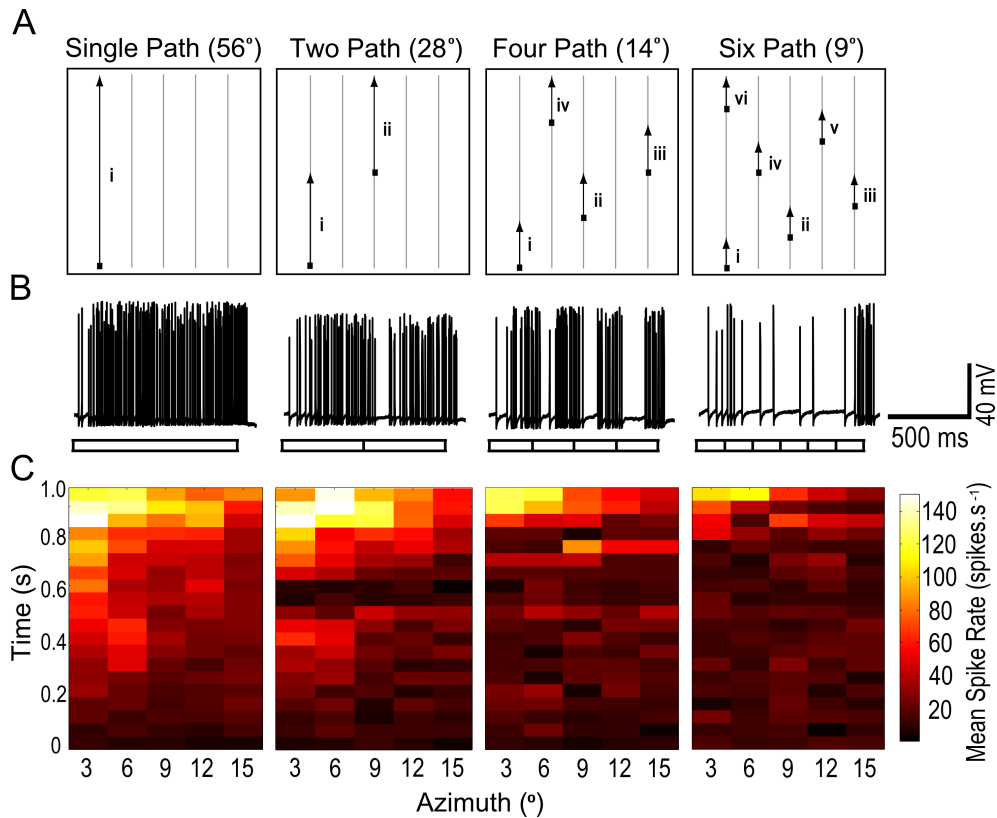 A
Single Path (56°) Two Path (28°) Four Path (14°) Six Path (9°)
i
i
ii
i
ii
iii
iv
i
ii
iii
iv
v
vi
B
40 mV
500 ms
C
1.0
0.8
0.6
0.4
0.2
0
Time (s)
3 6 9 12 15
3 6 9 12 15
3 6 9 12 15
3 6 9 12 15
Azimuth (°)
140
120
100
80
60
40
20
Mean Spike Rate (spikes.s⁻¹)